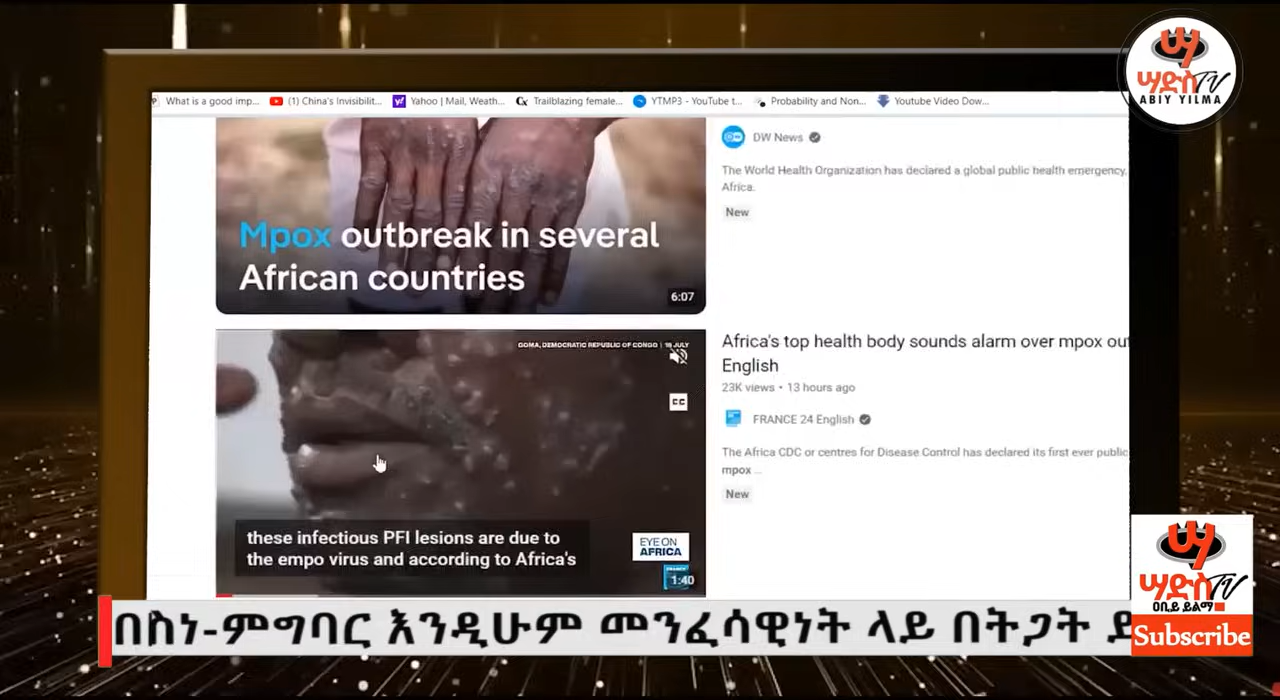 What is a good imp...
(1) China's Invisibilit...
Yahoo | Mail, Weath...
Trailblazing female...
YTMP3 - YouTube t...
Probability and Non...
Youtube Video Dow...
ሣድስTV
ABIY YILMA
Mpox outbreak in several
African countries
6:07
DW News
The World Health Organization has declared a global public health emergency,
Africa.
New
GOMA, DEMOCRATIC REPUBLIC OF CONGO | 16 JULY
CC
these infectious PFI lesions are due to
the empo virus and according to Africa's
EYE ON
AFRICA
FRANCE
1:40
Africa's top health body sounds alarm over mpox out
English
23K views • 13 hours ago
FRANCE 24 English
The Africa CDC or centres for Disease Control has declared its first ever public
mpox ...
New
ሣድስTV
ዐቢይ ይልማ
Subscribe
በስነ-ምግባር እንዲሁም መንፈሳዊነት ላይ በትጋት ይ